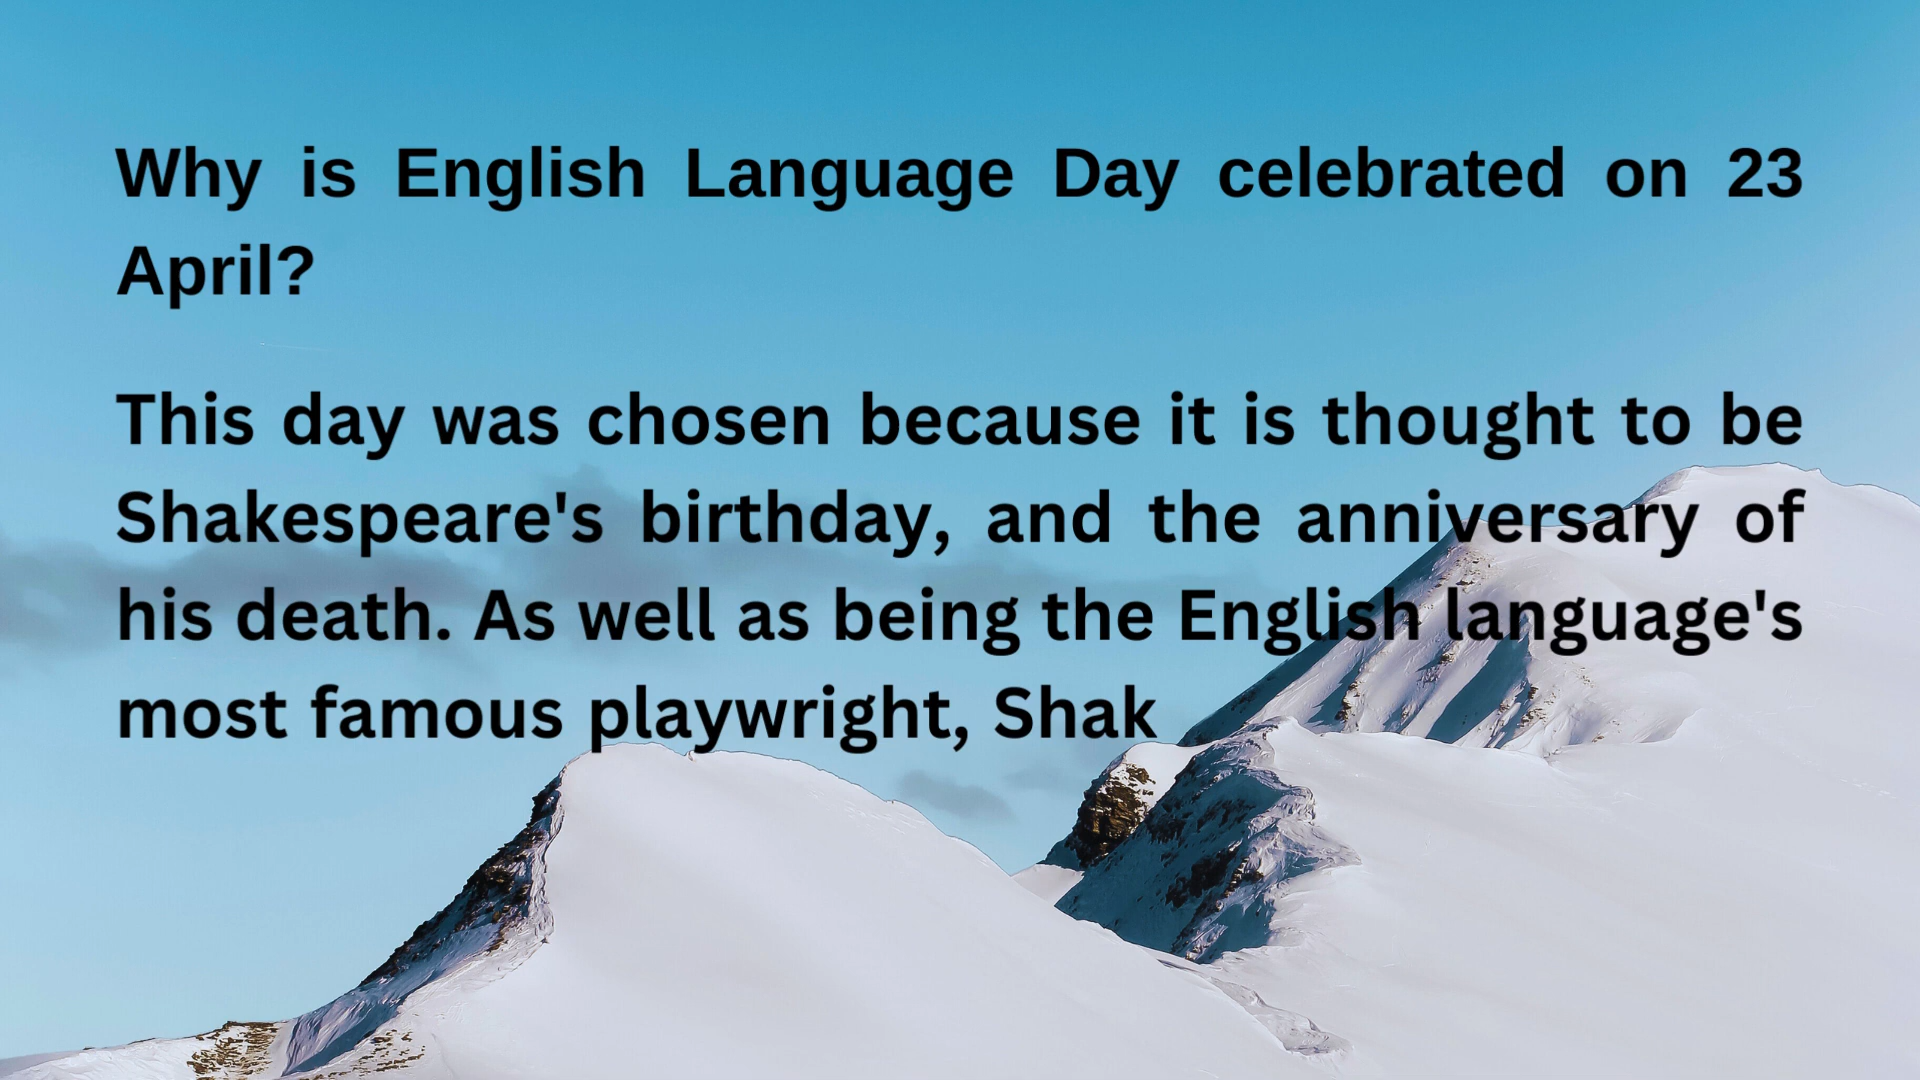 Why is English Language Day celebrated on 23
April?
This day was chosen because it is thought to be
Shakespeare's birthday, and the anniversary of
his death. As well as being the English language's
most famous playwright, Shak